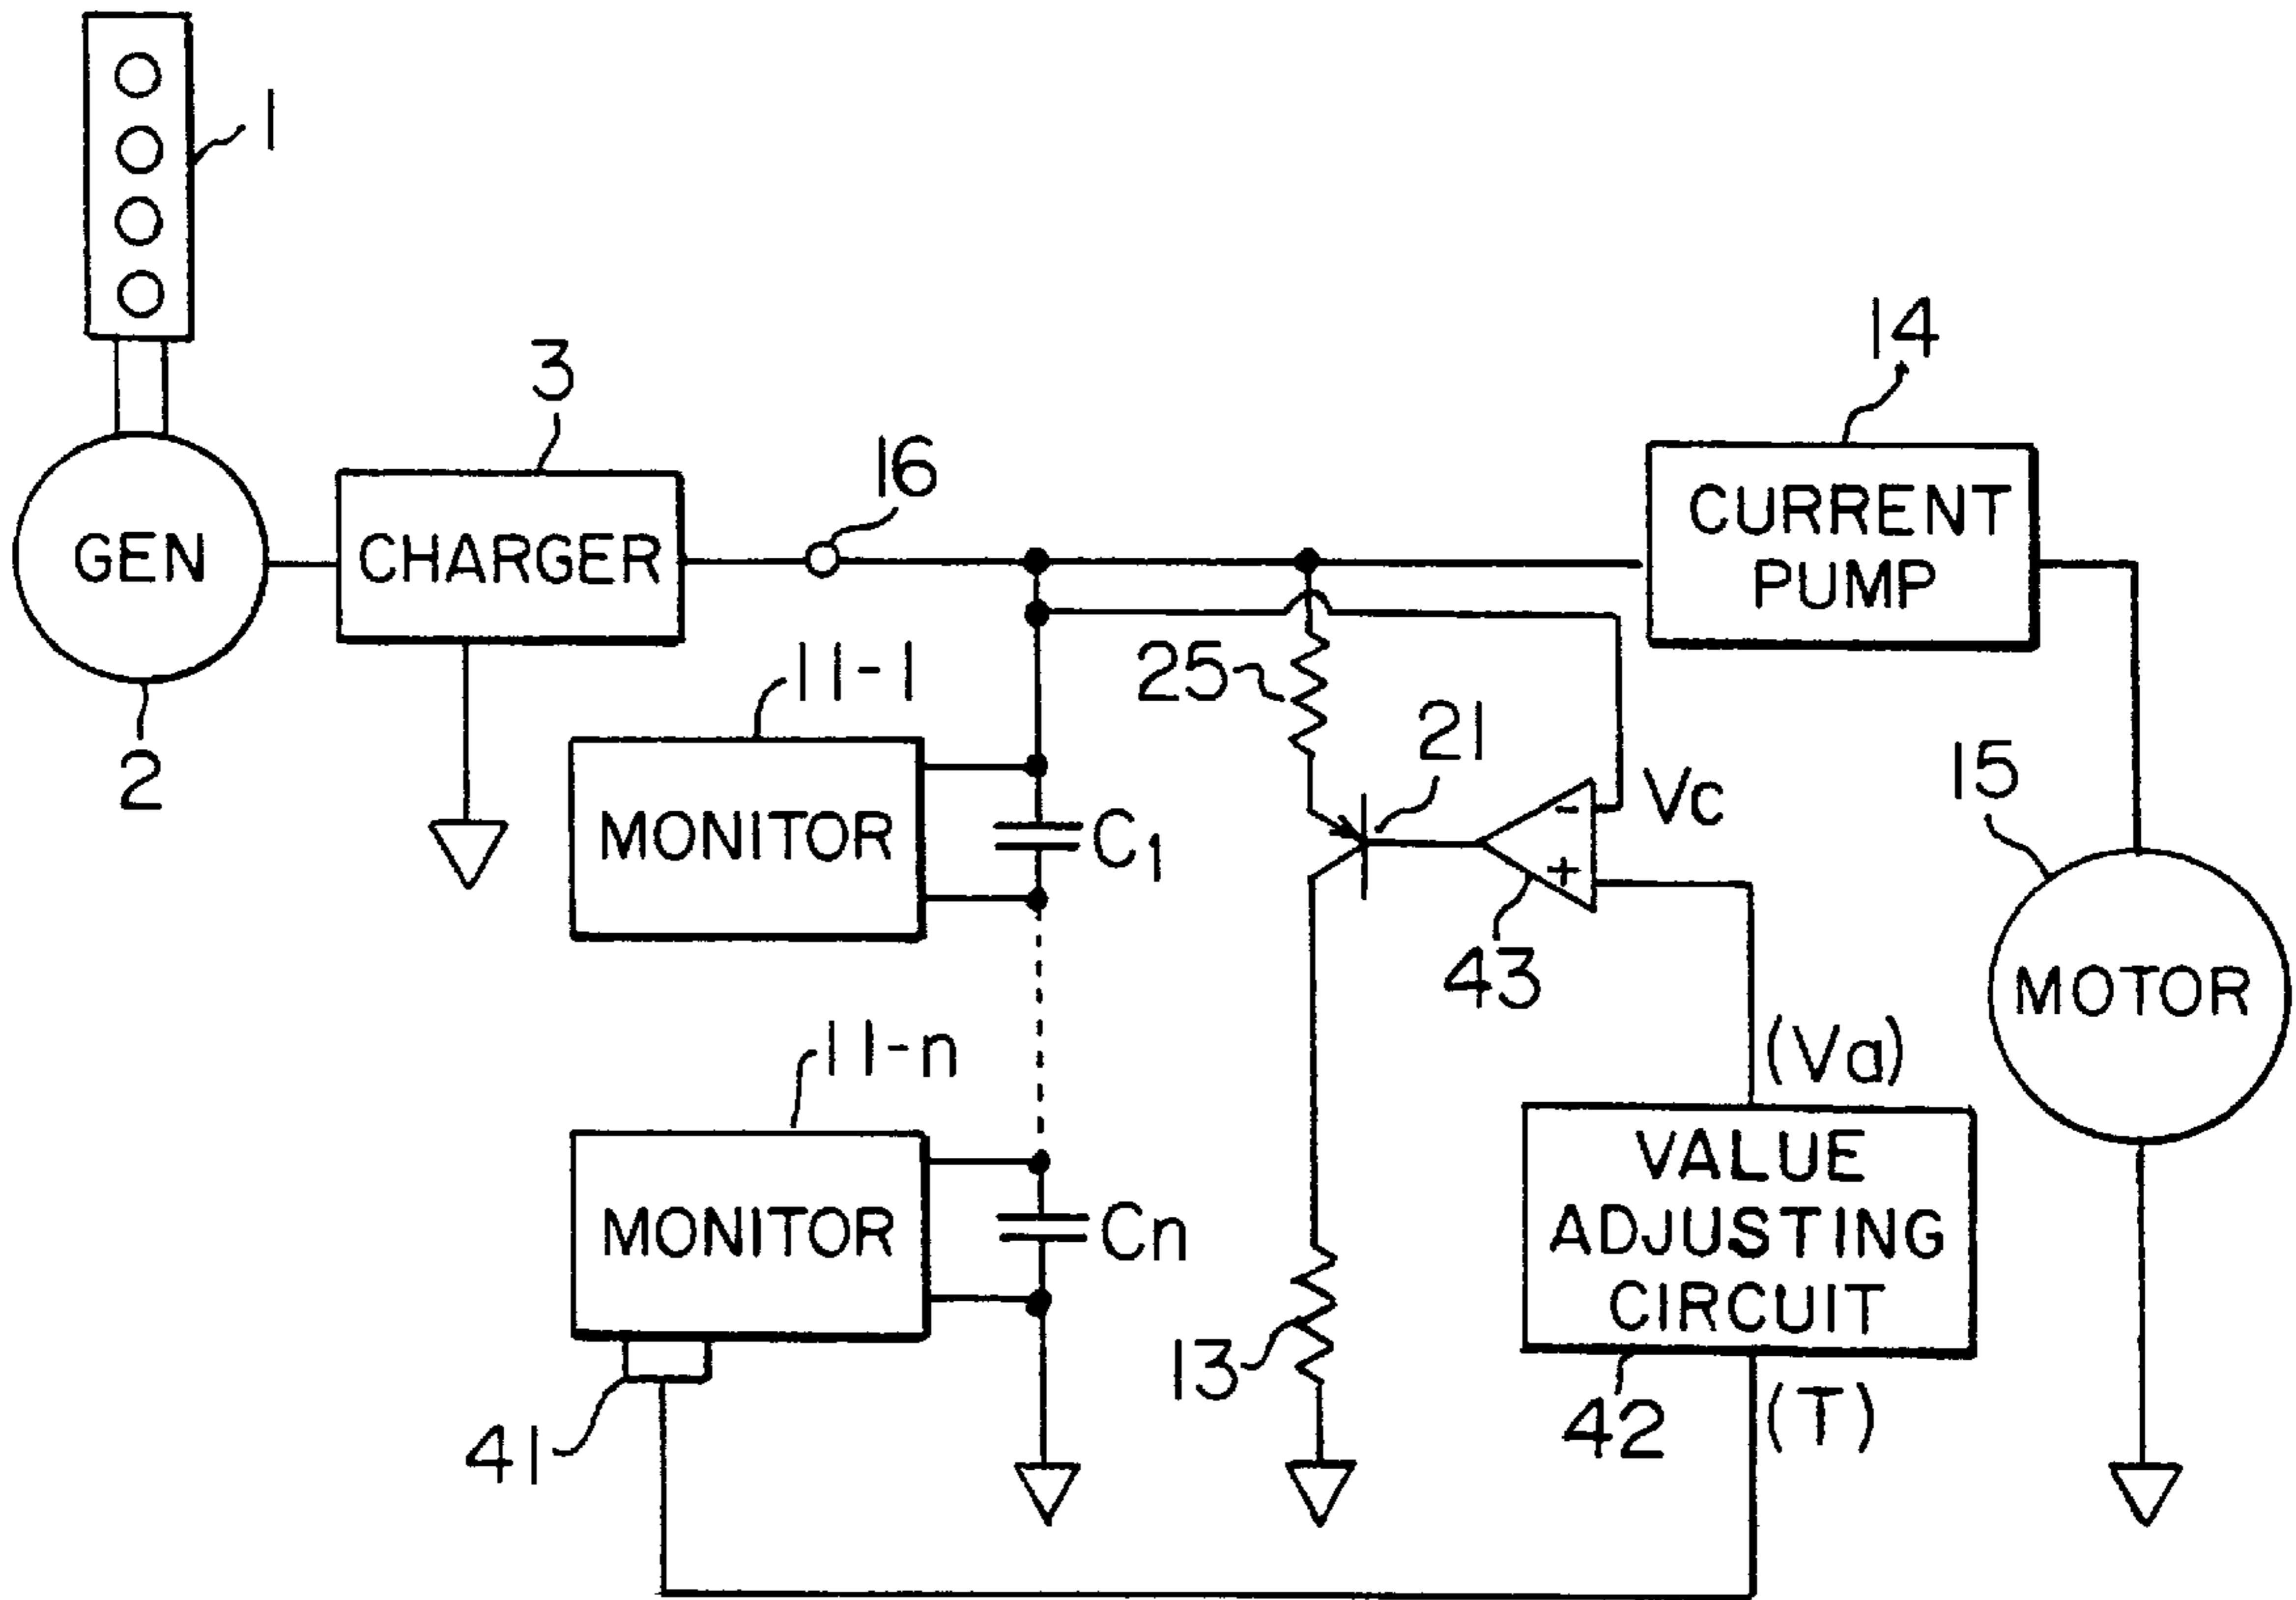 1
14
3
16
GEN
CHARGER
CURRENT
PUMP
11-1
25
21
2
Vc
15
MONITOR
C1
-
+
43
MOTOR
11-n
(Va)
MONITOR
Cn
VALUE
ADJUSTING
CIRCUIT
13
41
42
(T)